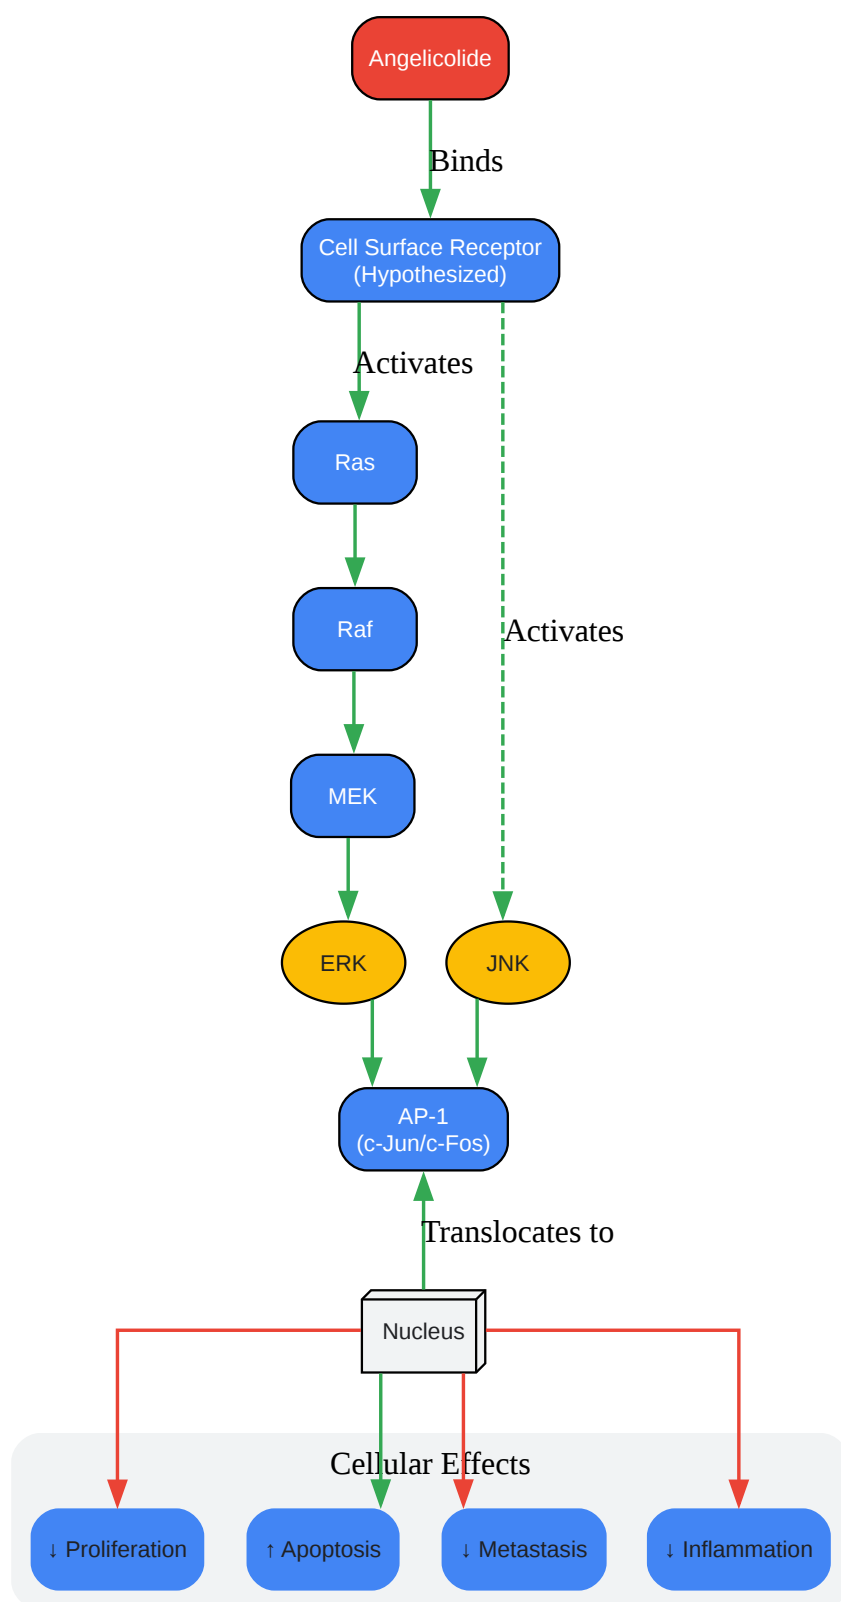 Angelicolide
Binds
Cell Surface Receptor
(Hypothesized)
Activates
Ras
Raf
Activates
MEK
ERK
JNK
AP-1
(c-Jun/c-Fos)
Translocates to
Nucleus
Cellular Effects
↓ Proliferation
↑ Apoptosis
↓ Metastasis
↓ Inflammation